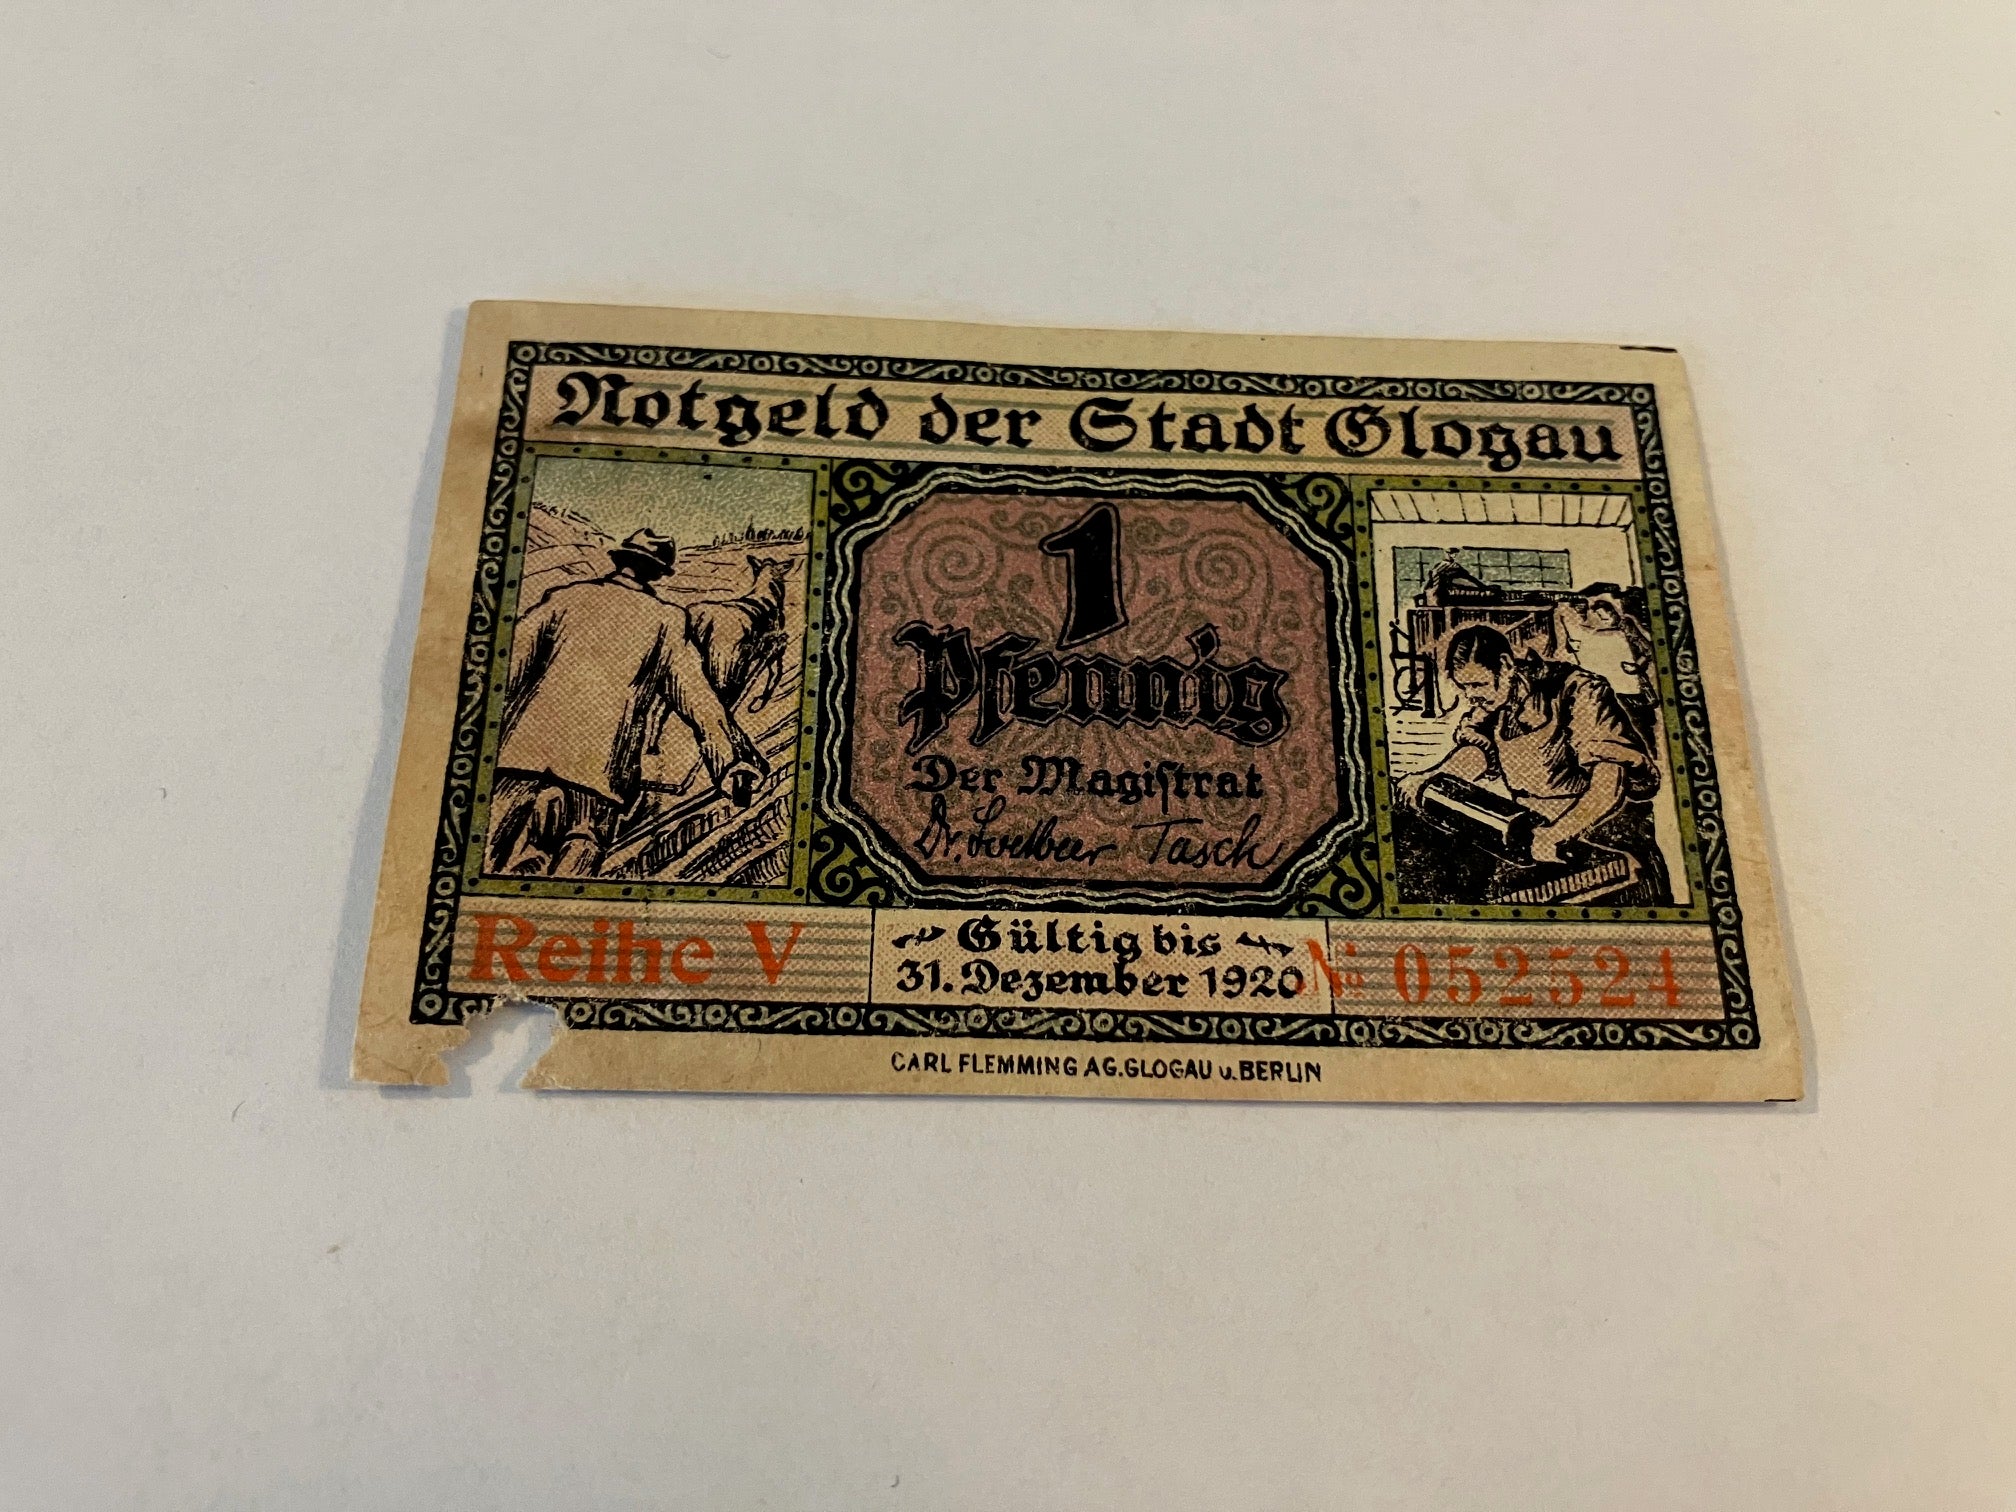 Notgeld der Stadt Glogau
1
Pfennig
Der Magistrat
Dr. Tasch
Reihe V
Gültig bis
31. Dezember 1920
№ 052524
CARL FLEMMING AG. GLOGAU u. BERLIN